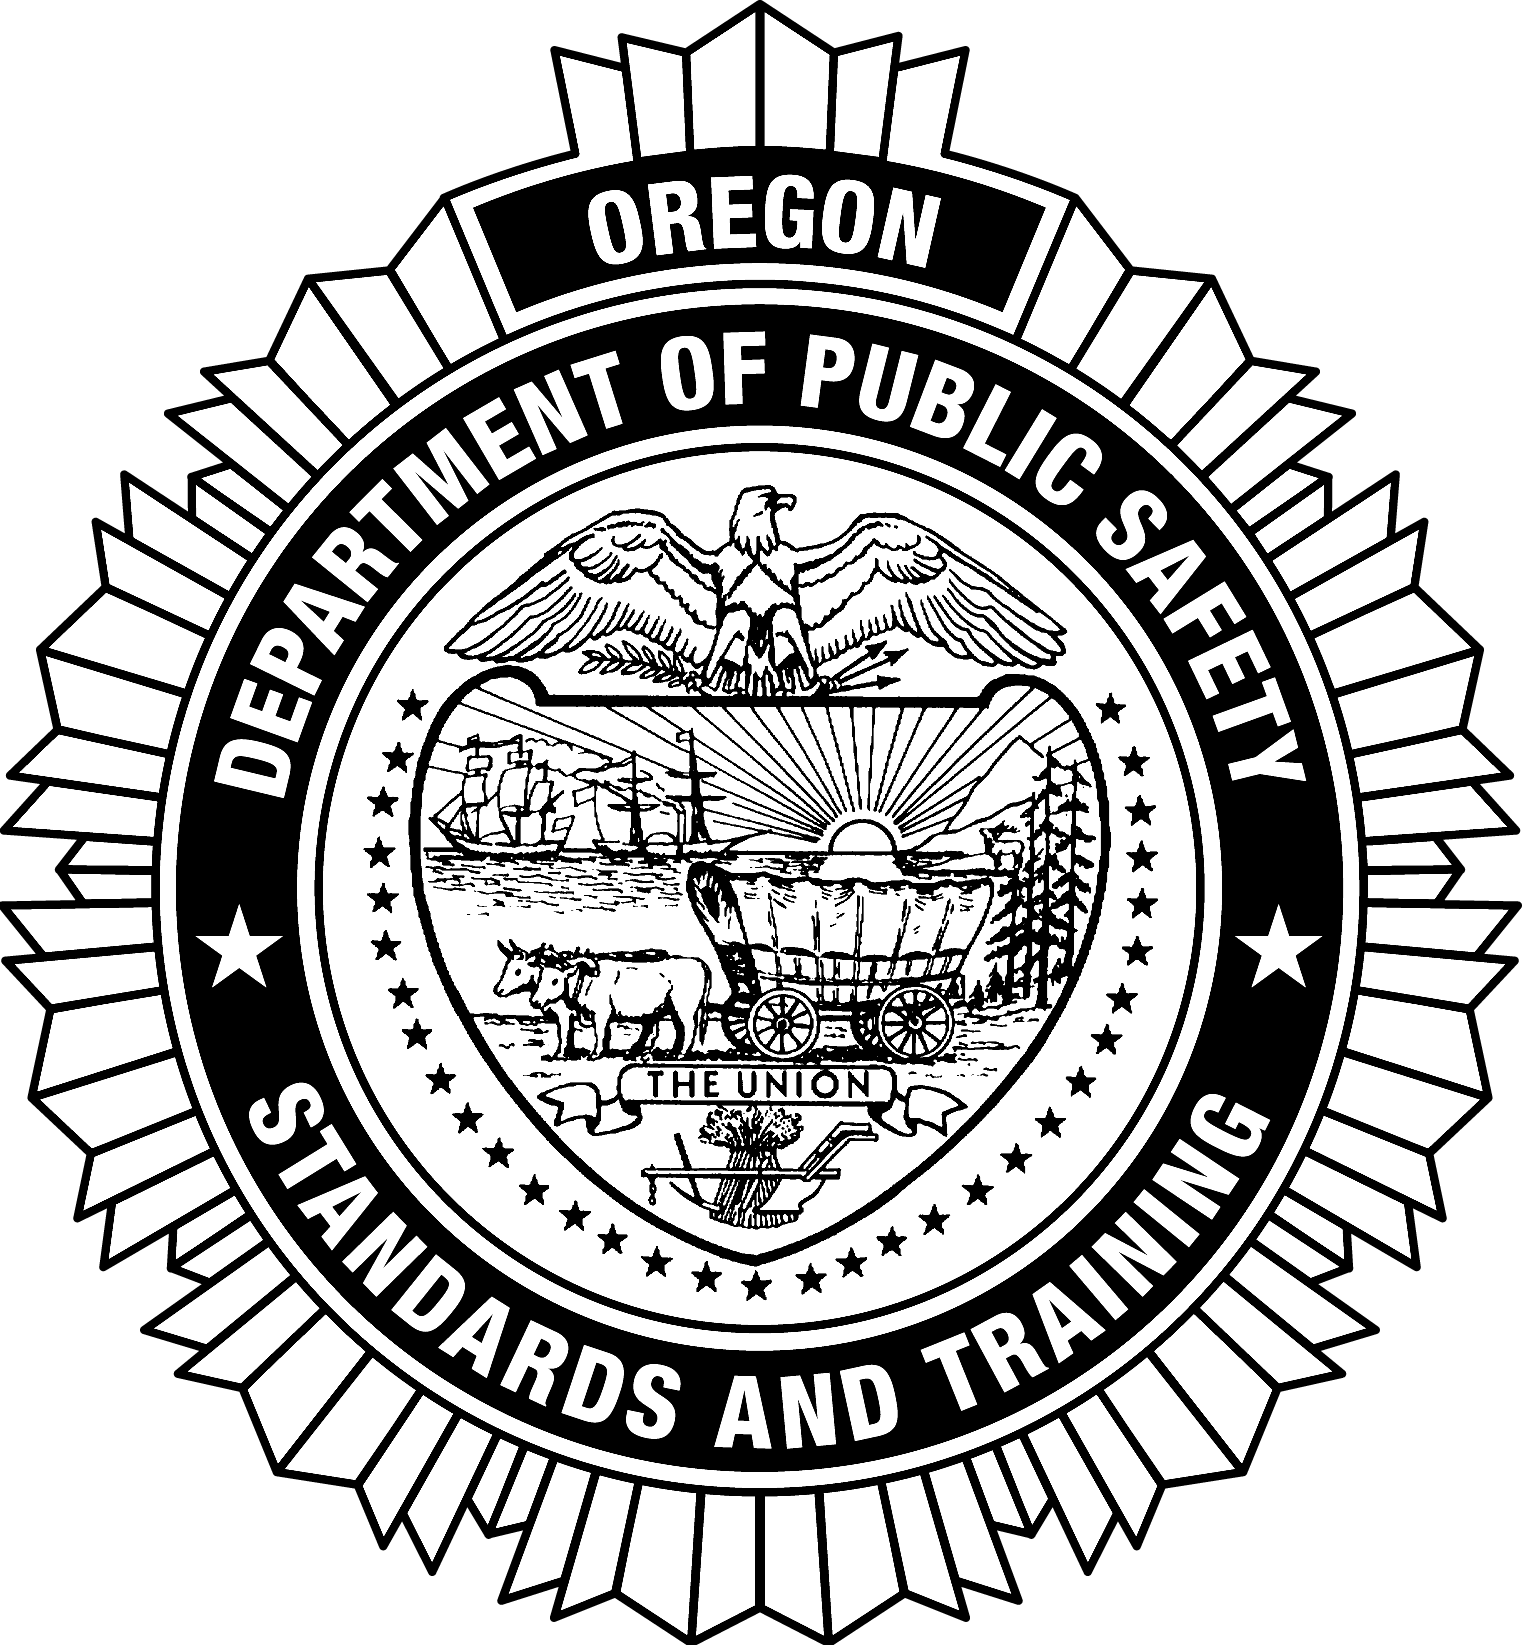 OREGON
DEPARTMENT OF PUBLIC SAFETY
STANDARDS AND TRAINING
THE UNION